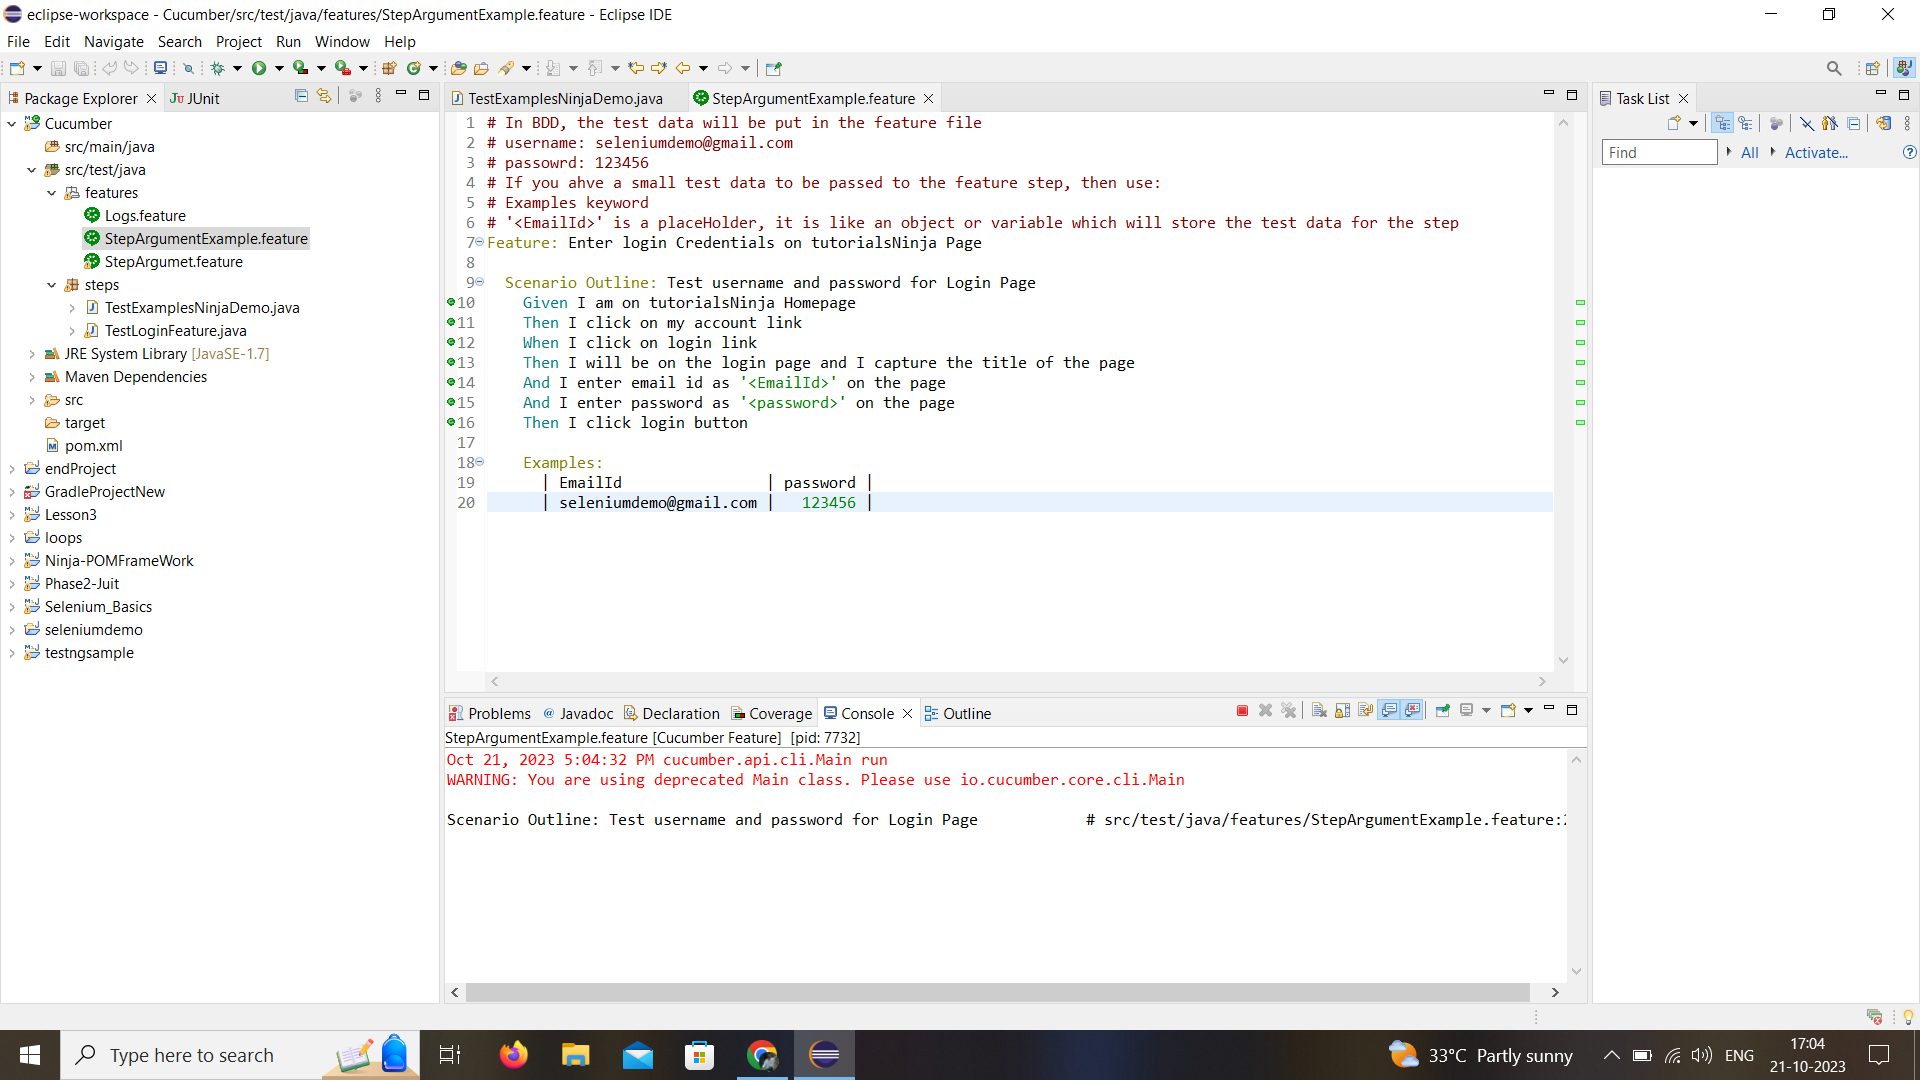 eclipse-workspace - Cucumber/src/test/java/features/StepArgumentExample.feature - Eclipse IDE
File Edit Navigate Search Project Run Window Help
Package Explorer
JUnit
Cucumber
src/main/java
src/test/java
features
Logs.feature
StepArgumentExample.feature
StepArgumet.feature
steps
TestExamplesNinjaDemo.java
TestLoginFeature.java
JRE System Library [JavaSE-1.7]
Maven Dependencies
src
target
pom.xml
endProject
GradleProjectNew
Lesson3
loops
Ninja-POMFrameWork
Phase2-Juit
Selenium_Basics
seleniumdemo
testngsample
TestExamplesNinjaDemo.java
StepArgumentExample.feature
1 # In BDD, the test data will be put in the feature file
2 # username: seleniumdemo@gmail.com
3 # passowrd: 123456
4 # If you ahve a small test data to be passed to the feature step, then use:
5 # Examples keyword
6 # '<EmailId>' is a placeHolder, it is like an object or variable which will store the test data for the step
7 Feature: Enter login Credentials on tutorialsNinja Page
8
9 Scenario Outline: Test username and password for Login Page
10 Given I am on tutorialsNinja Homepage
11 Then I click on my account link
12 When I click on login link
13 Then I will be on the login page and I capture the title of the page
14 And I enter email id as '<EmailId>' on the page
15 And I enter password as '<password>' on the page
16 Then I click login button
17
18 Examples:
19 | EmailId | password |
20 | seleniumdemo@gmail.com | 123456 |
Problems
@ Javadoc
Declaration
Coverage
Console
Outline
StepArgumentExample.feature [Cucumber Feature] [pid: 7732]
Oct 21, 2023 5:04:32 PM cucumber.api.cli.Main run
WARNING: You are using deprecated Main class. Please use io.cucumber.core.cli.Main
Scenario Outline: Test username and password for Login Page # src/test/java/features/StepArgumentExample.feature:
Task List
Find
All
Activate...
Type here to search
33°C Partly sunny
ENG
17:04
21-10-2023